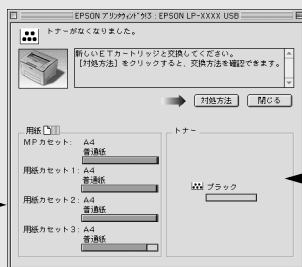 EPSON プリンタウィンドウ!3 : EPSON LP-XXXX USB
トナーがなくなりました。
新しいETカートリッジと交換してください。
[対処方法]をクリックすると、交換方法を確認できます。
対処方法
閉じる
用紙
MPカセット: A4
普通紙
用紙カセット1: A4
普通紙
用紙カセット2: A4
普通紙
用紙カセット3: A4
普通紙
トナー
ブラック